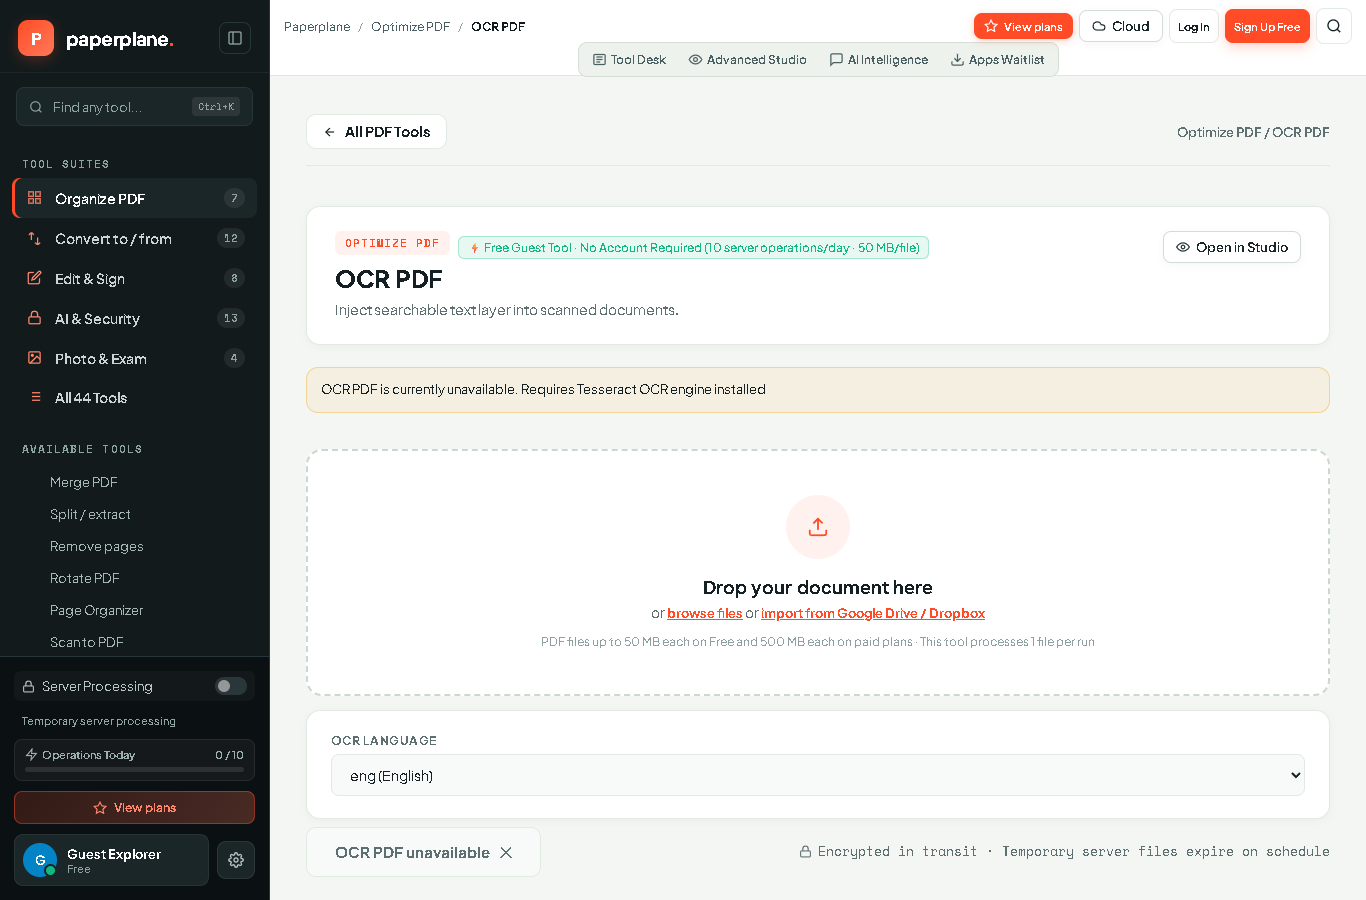 P paperplane.
Find any tool... Ctrl+K
TOOL SUITES
Organize PDF 7
Convert to / from 12
Edit & Sign 8
AI & Security 13
Photo & Exam 4
All 44 Tools
AVAILABLE TOOLS
Merge PDF
Split / extract
Remove pages
Rotate PDF
Page Organizer
Scan to PDF
Server Processing
Temporary server processing
Operations Today 0 / 10
View plans
G Guest Explorer
Free
Paperplane / Optimize PDF / OCR PDF
View plans Cloud Log In Sign Up Free
Tool Desk Advanced Studio AI Intelligence Apps Waitlist
All PDF Tools Optimize PDF / OCR PDF
OPTIMIZE PDF Free Guest Tool · No Account Required (10 server operations/day · 50 MB/file) Open in Studio
OCR PDF
Inject searchable text layer into scanned documents.
OCR PDF is currently unavailable. Requires Tesseract OCR engine installed
Drop your document here
or browse files or import from Google Drive / Dropbox
PDF files up to 50 MB each on Free and 500 MB each on paid plans · This tool processes 1 file per run
OCR LANGUAGE
eng (English)
OCR PDF unavailable
Encrypted in transit · Temporary server files expire on schedule